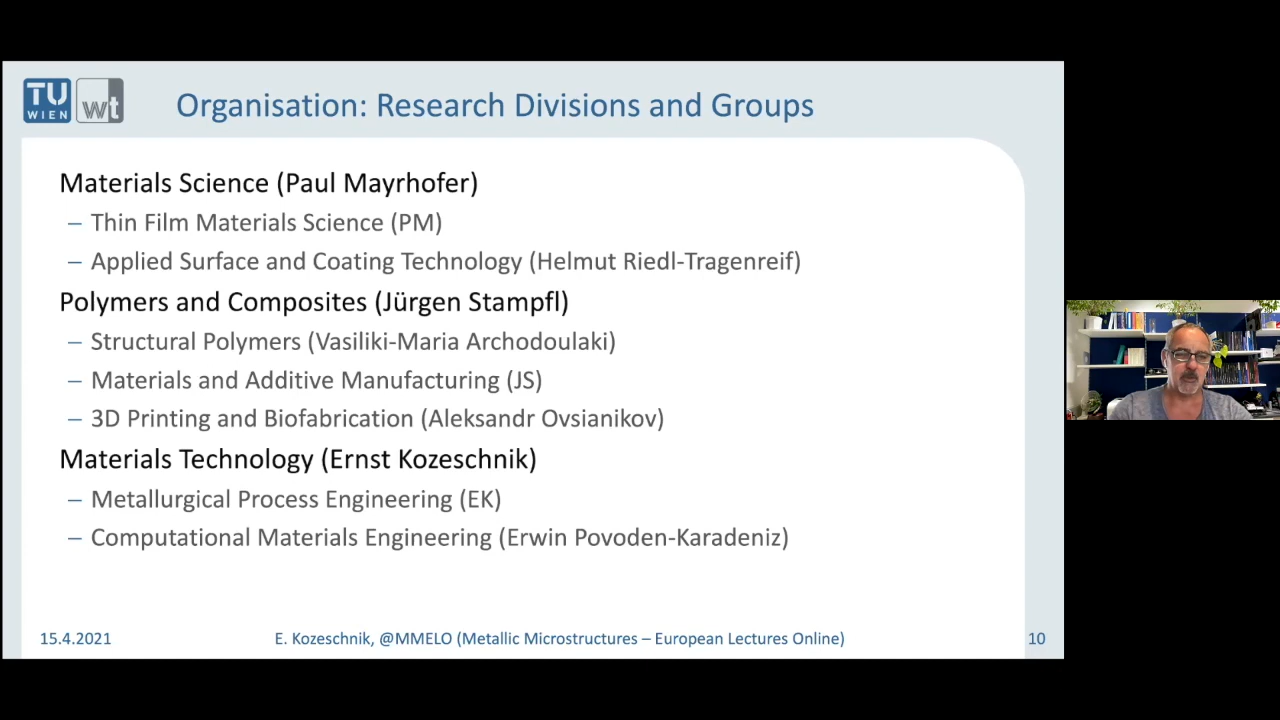 TU
WIEN
wt
Organisation: Research Divisions and Groups
Materials Science (Paul Mayrhofer)
– Thin Film Materials Science (PM)
– Applied Surface and Coating Technology (Helmut Riedl-Tragenreif)
Polymers and Composites (Jürgen Stampfl)
– Structural Polymers (Vasiliki-Maria Archodoulaki)
– Materials and Additive Manufacturing (JS)
– 3D Printing and Biofabrication (Aleksandr Ovsianikov)
Materials Technology (Ernst Kozeschnik)
– Metallurgical Process Engineering (EK)
– Computational Materials Engineering (Erwin Povoden-Karadeniz)
15.4.2021
E. Kozeschnik, @MMELO (Metallic Microstructures – European Lectures Online)
10